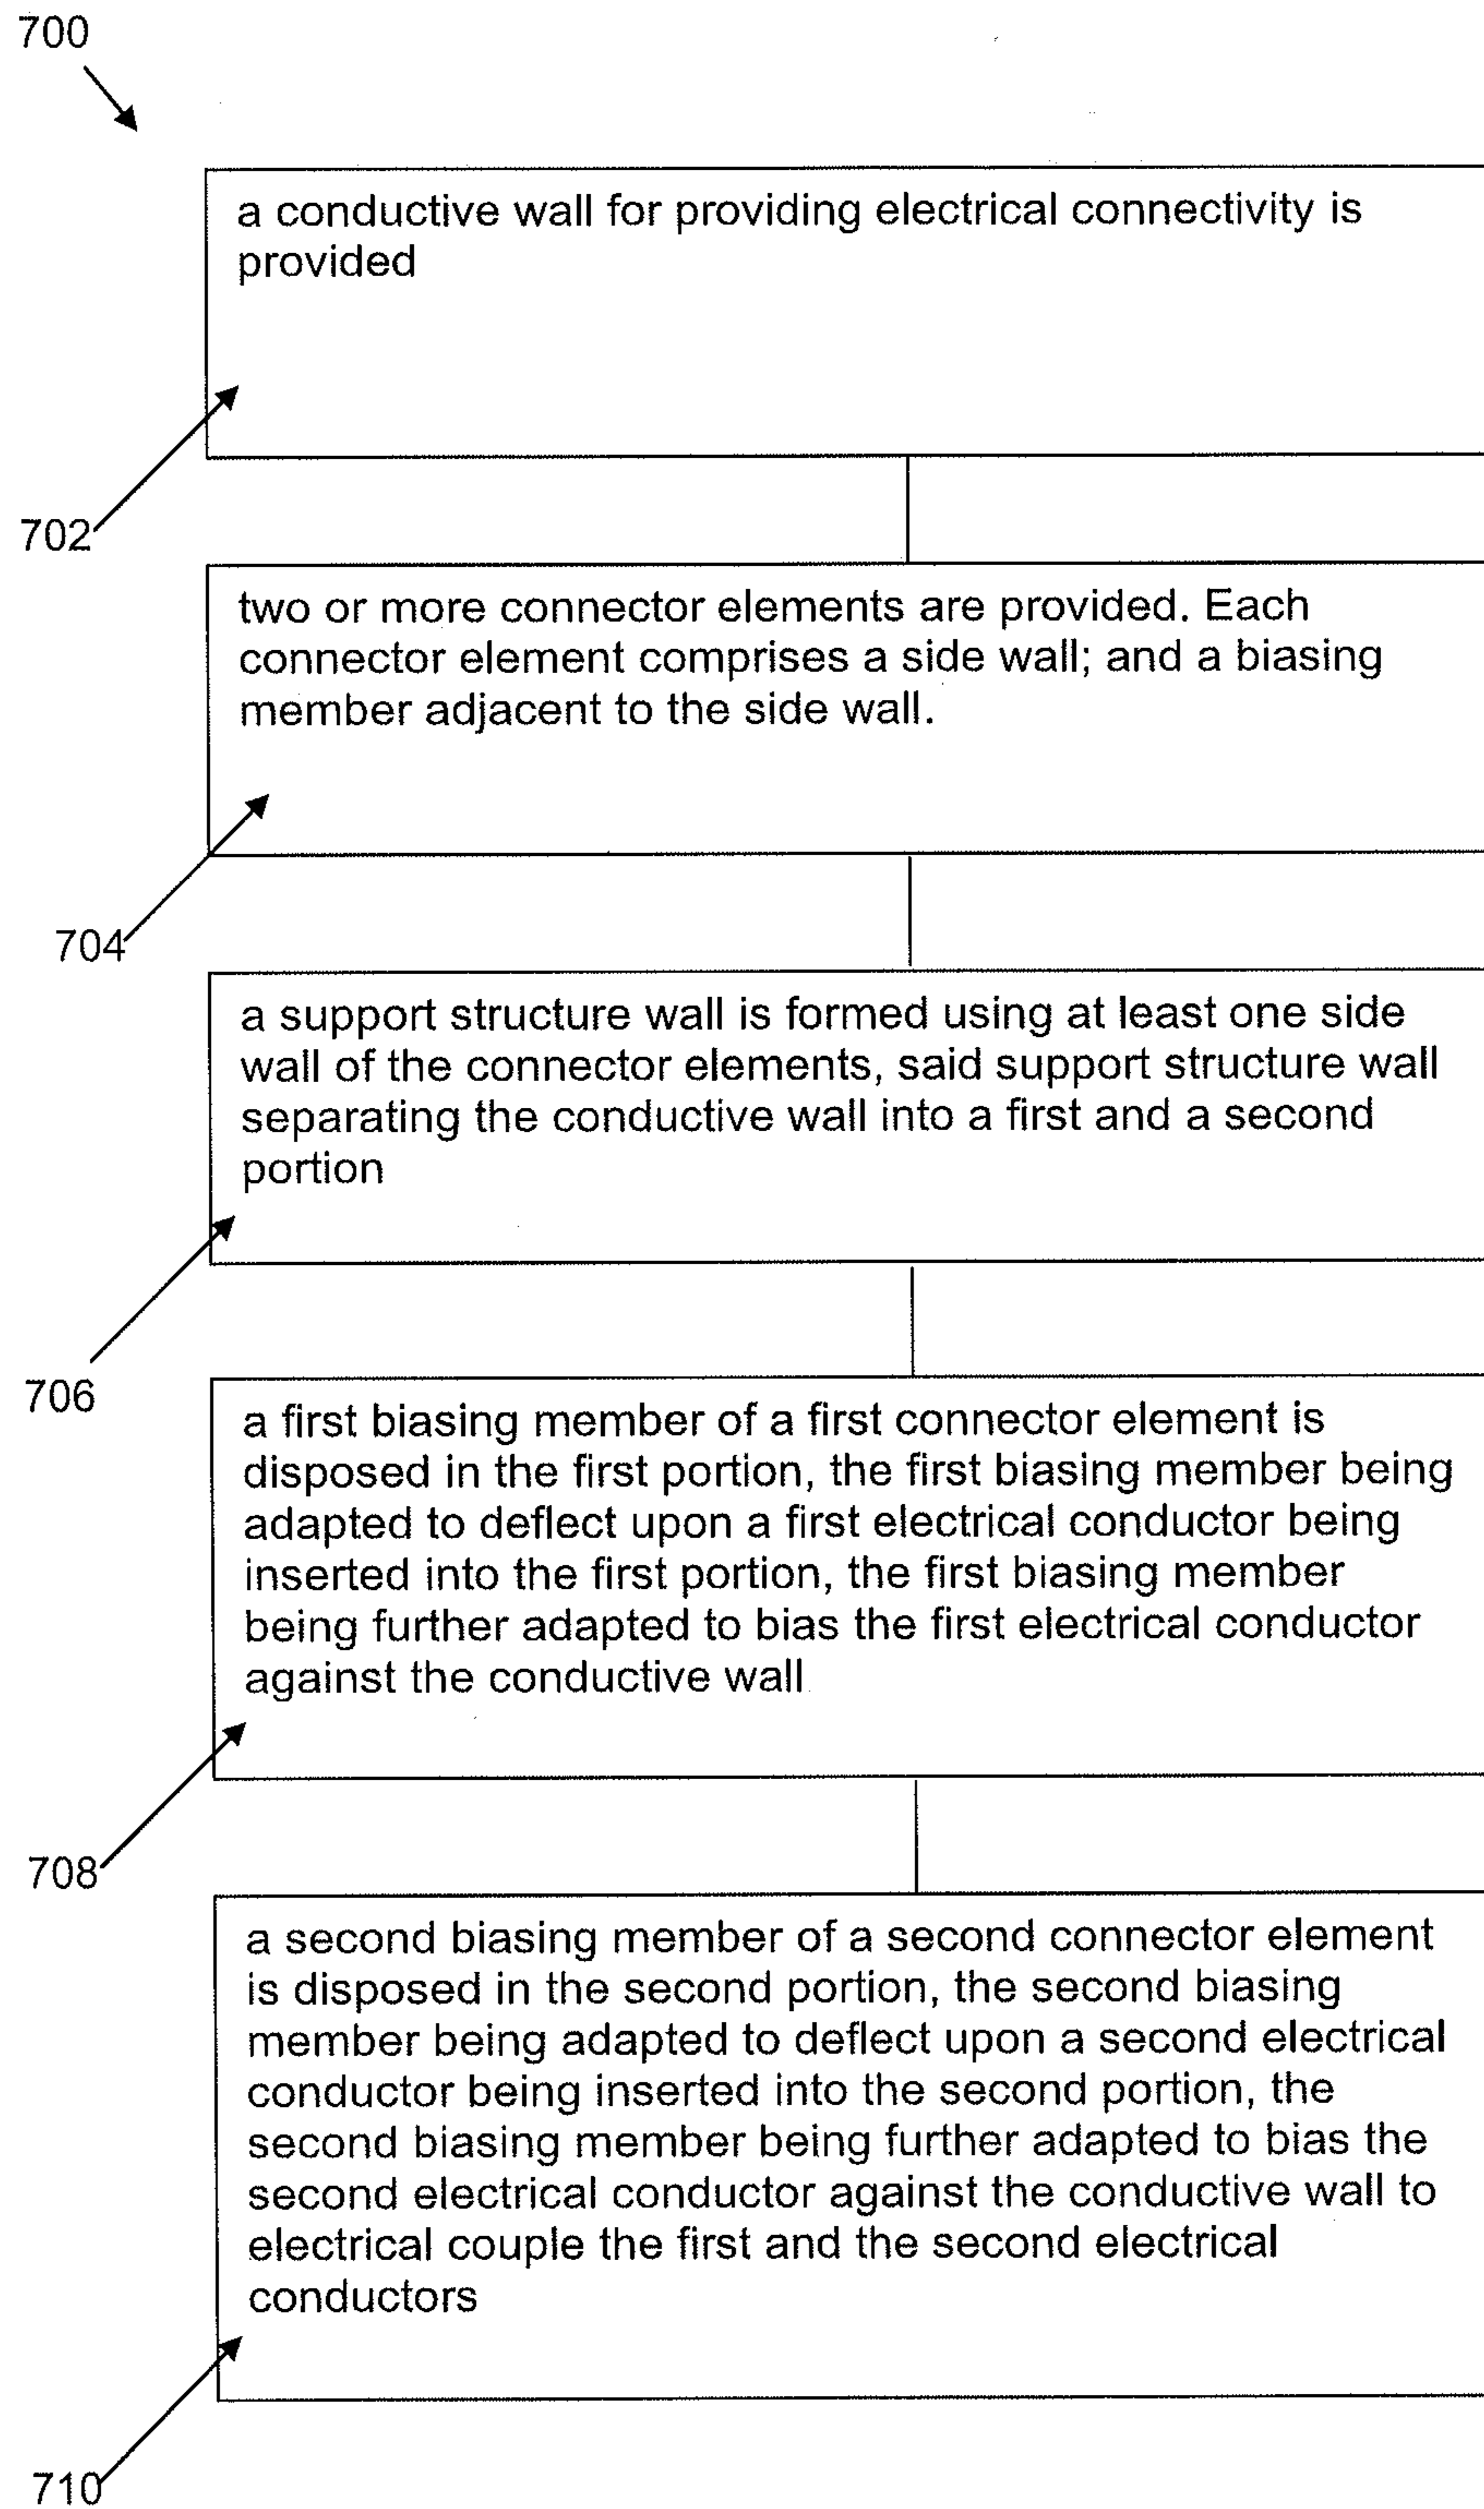 700
a conductive wall for providing electrical connectivity is
provided
702
two or more connector elements are provided. Each
connector element comprises a side wall; and a biasing
member adjacent to the side wall.
704
a support structure wall is formed using at least one side
wall of the connector elements, said support structure wall
separating the conductive wall into a first and a second
portion
706
a first biasing member of a first connector element is
disposed in the first portion, the first biasing member being
adapted to deflect upon a first electrical conductor being
inserted into the first portion, the first biasing member
being further adapted to bias the first electrical conductor
against the conductive wall
708
a second biasing member of a second connector element
is disposed in the second portion, the second biasing
member being adapted to deflect upon a second electrical
conductor being inserted into the second portion, the
second biasing member being further adapted to bias the
second electrical conductor against the conductive wall to
electrical couple the first and the second electrical
conductors
710